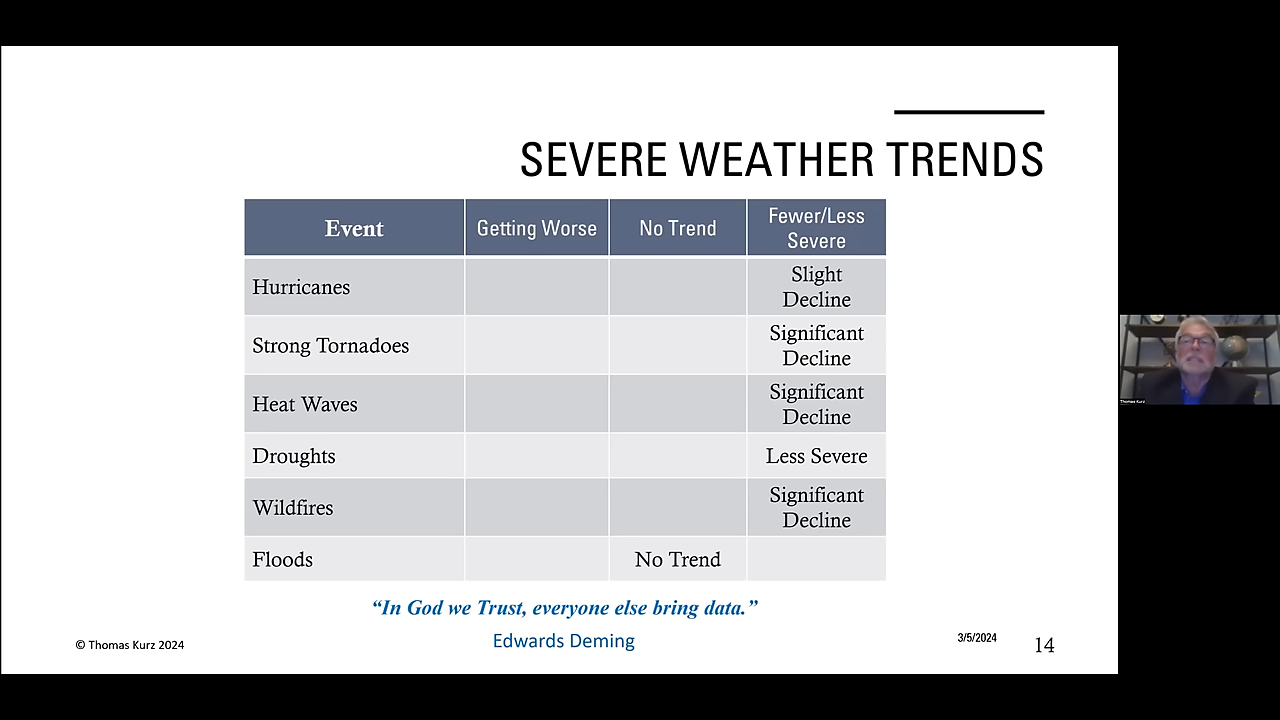 SEVERE WEATHER TRENDS
Event Getting Worse No Trend Fewer/Less Severe
Hurricanes Slight Decline
Strong Tornadoes Significant Decline
Heat Waves Significant Decline
Droughts Less Severe
Wildfires Significant Decline
Floods No Trend
“In God we Trust, everyone else bring data.”
Edwards Deming
© Thomas Kurz 2024
3/5/2024
14
Thomas Kurz